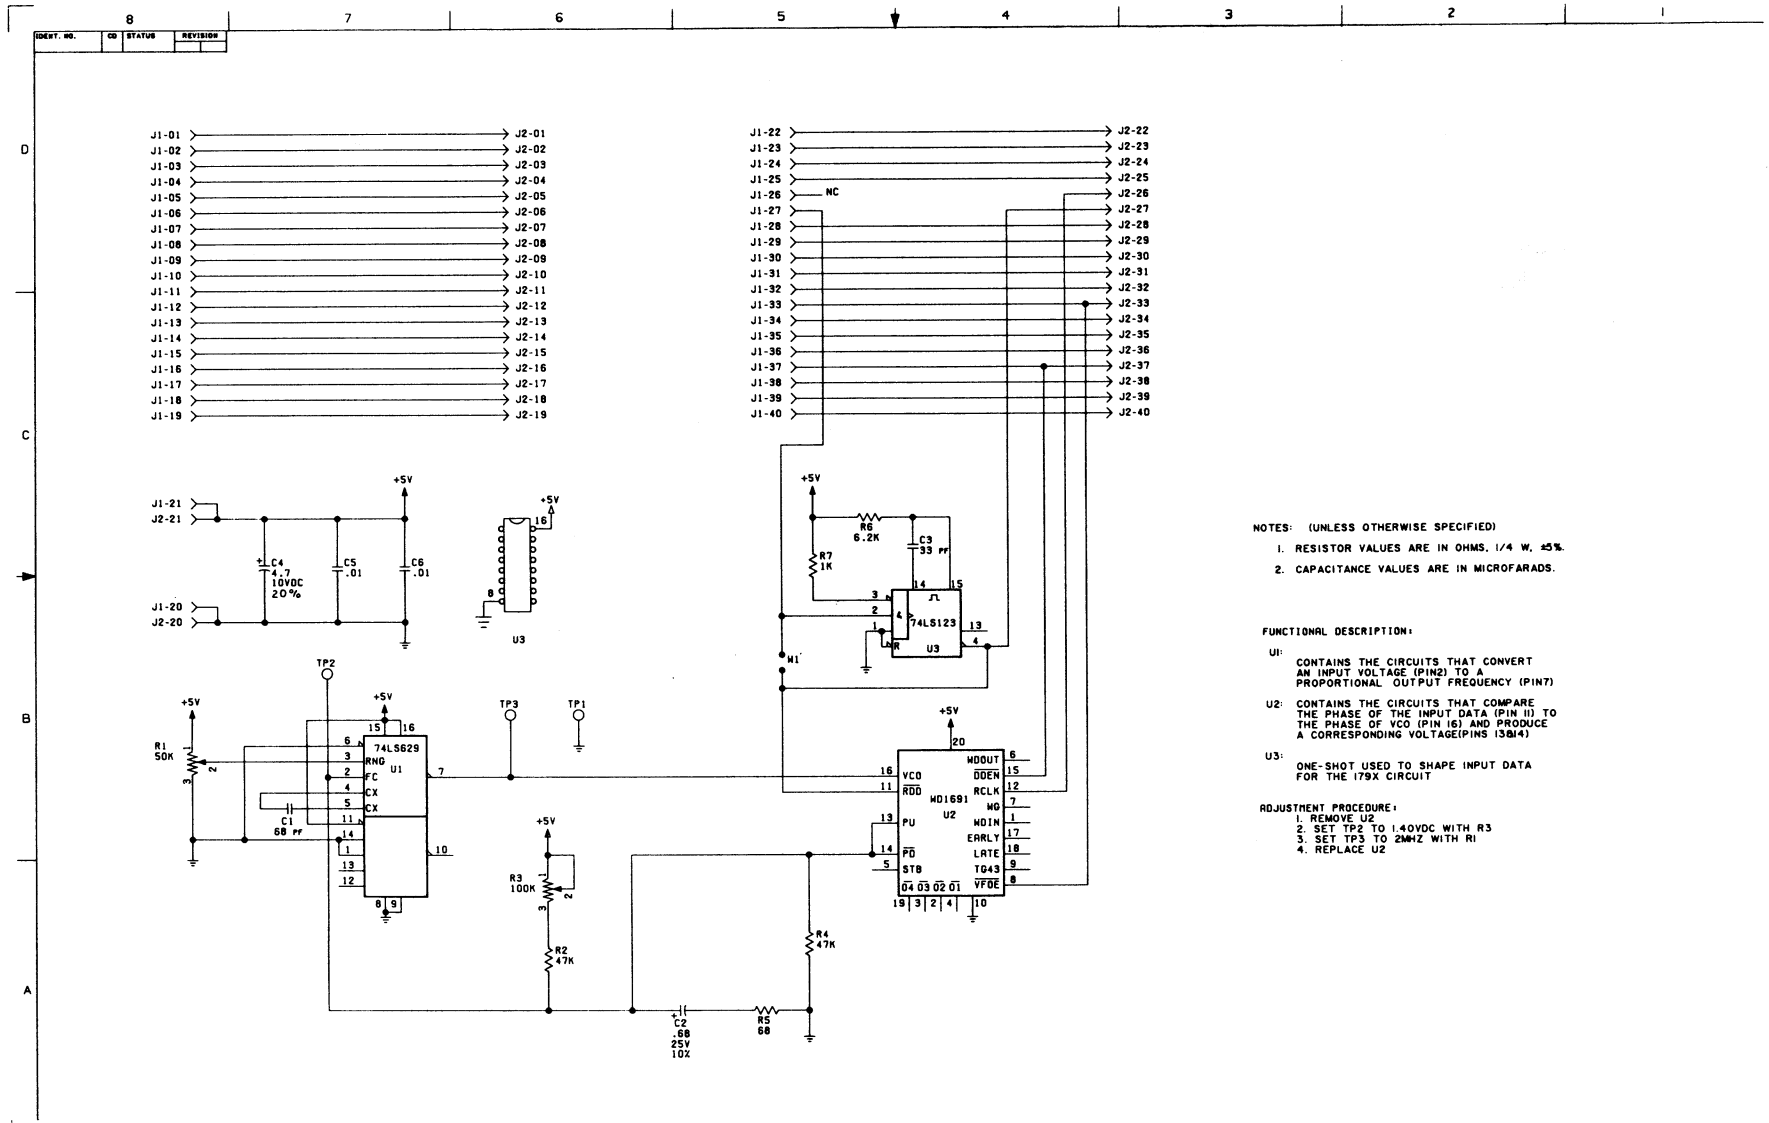 8 7 6 5 4 3 2 1
IDENT. NO. CD STATUS REVISION
D
C
B
A
J1-01 J2-01
J1-02 J2-02
J1-03 J2-03
J1-04 J2-04
J1-05 J2-05
J1-06 J2-06
J1-07 J2-07
J1-08 J2-08
J1-09 J2-09
J1-10 J2-10
J1-11 J2-11
J1-12 J2-12
J1-13 J2-13
J1-14 J2-14
J1-15 J2-15
J1-16 J2-16
J1-17 J2-17
J1-18 J2-18
J1-19 J2-19
J1-22 J2-22
J1-23 J2-23
J1-24 J2-24
J1-25 J2-25
J1-26 NC J2-26
J1-27 J2-27
J1-28 J2-28
J1-29 J2-29
J1-30 J2-30
J1-31 J2-31
J1-32 J2-32
J1-33 J2-33
J1-34 J2-34
J1-35 J2-35
J1-36 J2-36
J1-37 J2-37
J1-38 J2-38
J1-39 J2-39
J1-40 J2-40
J1-21
J2-21
J1-20
J2-20
+5V
+
C4
4.7
10VDC
20%
C5
.01
C6
.01
+5V
16
8
U3
+5V
R6
6.2K
C3
33 PF
R7
1K
14 15
3
2
1
&
R
74LS123
U3
13
4
W1
TP2
TP3
TP1
+5V
R1
50K
1
2
3
+5V
15 16
74LS629
U1
6
3 RNG
2 FC
4 CX
5 CX
11
14
1
13
12
7
10
8 9
C1
68 PF
+5V
R3
100K
1
2
3
R2
47K
+
C2
.68
25V
10%
R5
68
R4
47K
+5V
20
WD1691
U2
16 VCO
11 RDD
13 PU
14 PD
5 STB
WDOUT 6
DDEN 15
RCLK 12
WG 7
WDIN 1
EARLY 17
LATE 18
TG43 9
VFOE 8
04 03 02 01
19 3 2 4 10
NOTES: (UNLESS OTHERWISE SPECIFIED)
1. RESISTOR VALUES ARE IN OHMS, 1/4 W, ±5%.
2. CAPACITANCE VALUES ARE IN MICROFARADS.
FUNCTIONAL DESCRIPTION:
U1:
CONTAINS THE CIRCUITS THAT CONVERT
AN INPUT VOLTAGE (PIN2) TO A
PROPORTIONAL OUTPUT FREQUENCY (PIN7)
U2: CONTAINS THE CIRCUITS THAT COMPARE
THE PHASE OF THE INPUT DATA (PIN 11) TO
THE PHASE OF VCO (PIN 16) AND PRODUCE
A CORRESPONDING VOLTAGE(PINS 13&14)
U3:
ONE-SHOT USED TO SHAPE INPUT DATA
FOR THE 179X CIRCUIT
ADJUSTMENT PROCEDURE:
1. REMOVE U2
2. SET TP2 TO 1.40VDC WITH R3
3. SET TP3 TO 2MHZ WITH R1
4. REPLACE U2